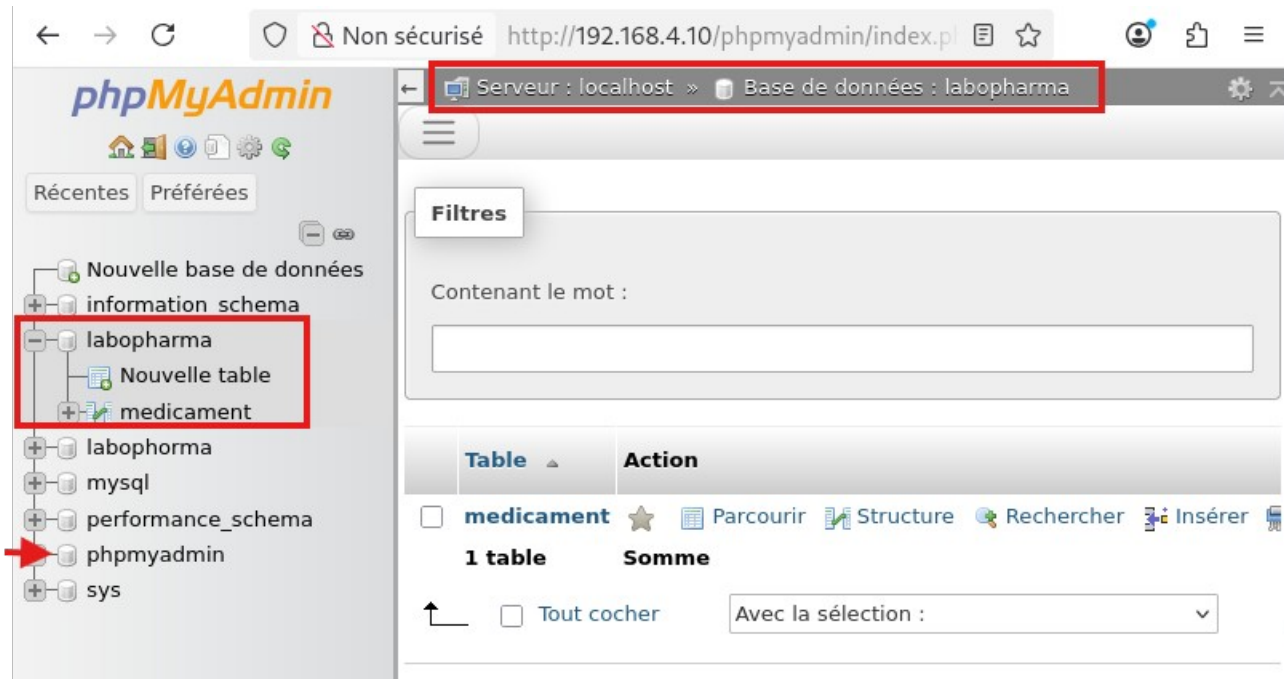 Non sécurisé http://192.168.4.10/phpmyadmin/index.p
phpMyAdmin
Récentes Préférées
Nouvelle base de données
information_schema
labopharma
Nouvelle table
medicament
labophorma
mysql
performance_schema
phpmyadmin
sys
Serveur : localhost » Base de données : labopharma
Filtres
Contenant le mot :
Table Action
medicament Parcourir Structure Rechercher Insérer
1 table Somme
Tout cocher Avec la sélection :